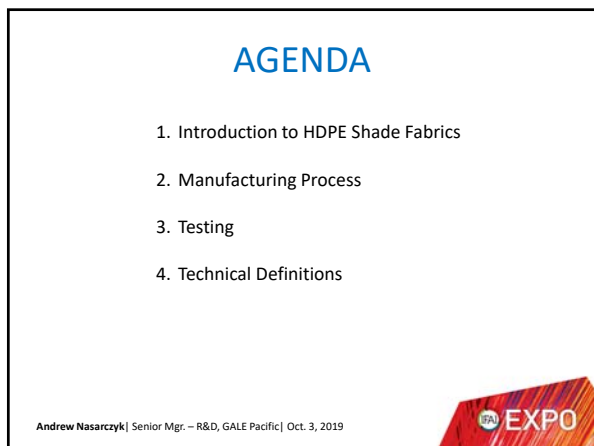 AGENDA
1. Introduction to HDPE Shade Fabrics
2. Manufacturing Process
3. Testing
4. Technical Definitions
Andrew Nasarczyk| Senior Mgr. – R&D, GALE Pacific| Oct. 3, 2019
IFAI EXPO